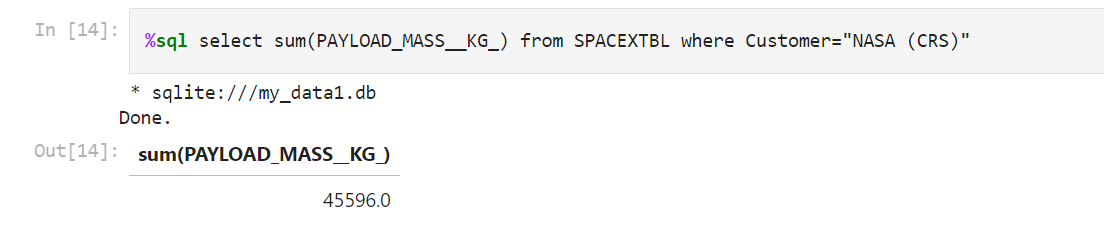 In [14]: %sql select sum(PAYLOAD_MASS__KG_) from SPACEXTBL where Customer="NASA (CRS)"
* sqlite:///my_data1.db
Done.
Out[14]: sum(PAYLOAD_MASS__KG_)
45596.0